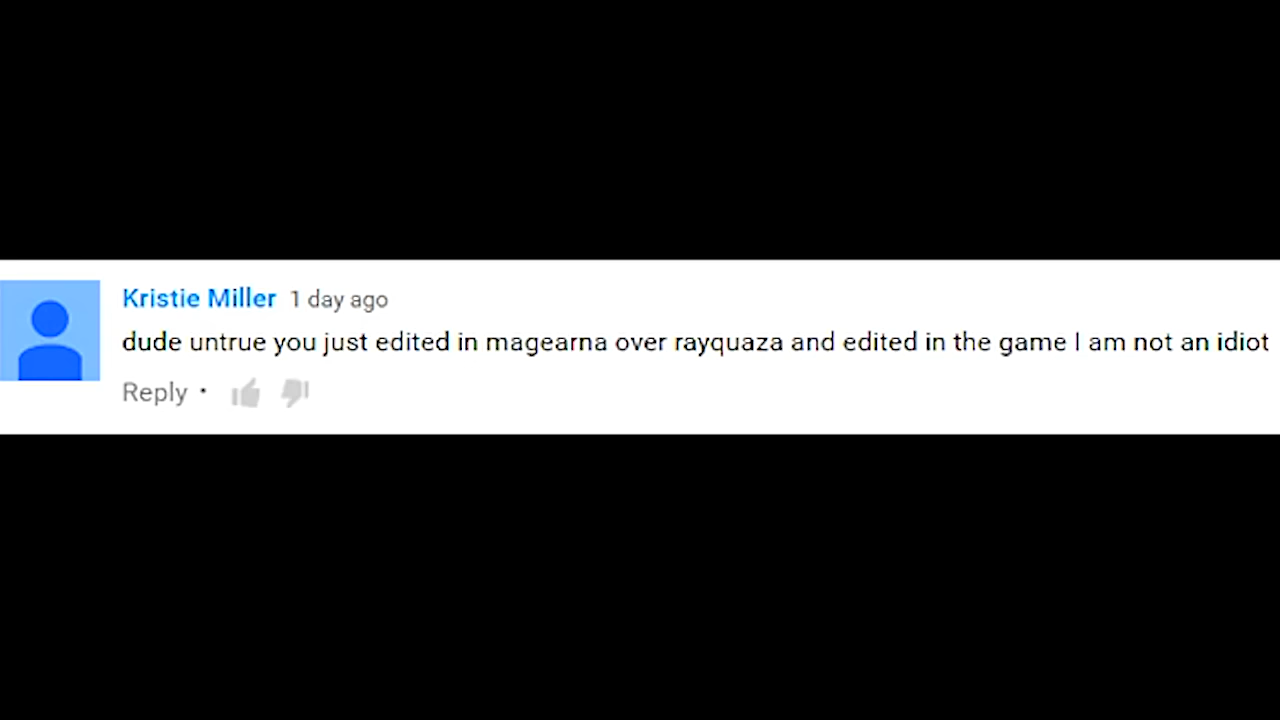 Kristie Miller 1 day ago
dude untrue you just edited in magearna over rayquaza and edited in the game I am not an idiot
Reply •